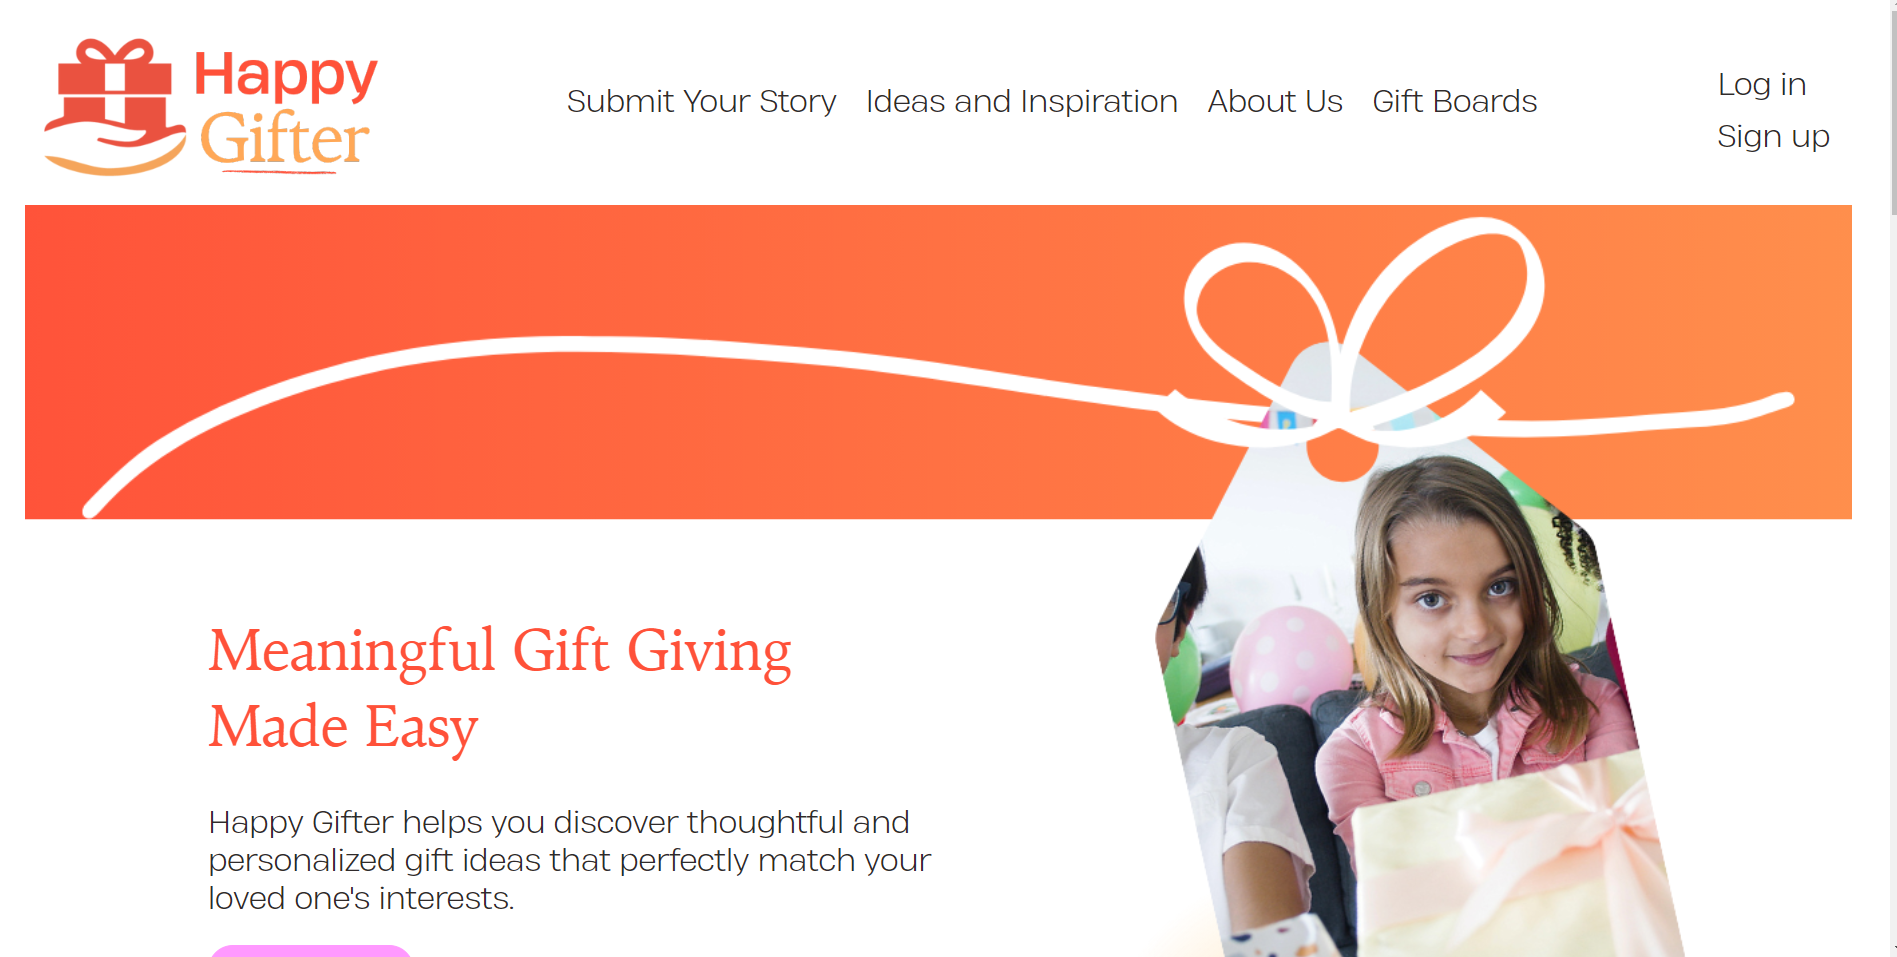 Happy
Gifter
Submit Your Story
Ideas and Inspiration
About Us
Gift Boards
Log in
Sign up
Meaningful Gift Giving
Made Easy
Happy Gifter helps you discover thoughtful and
personalized gift ideas that perfectly match your
loved one's interests.